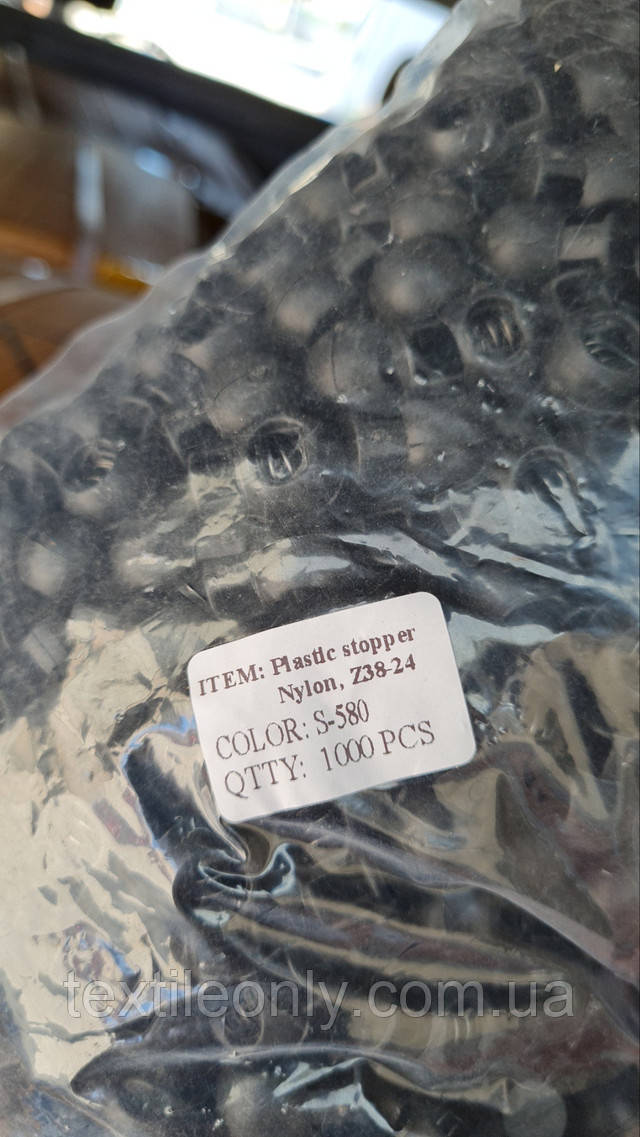 ITEM: Plastic stopper
Nylon, Z38-24
COLOR: S-580
QTTY: 1000 PCS
textileonly.com.ua